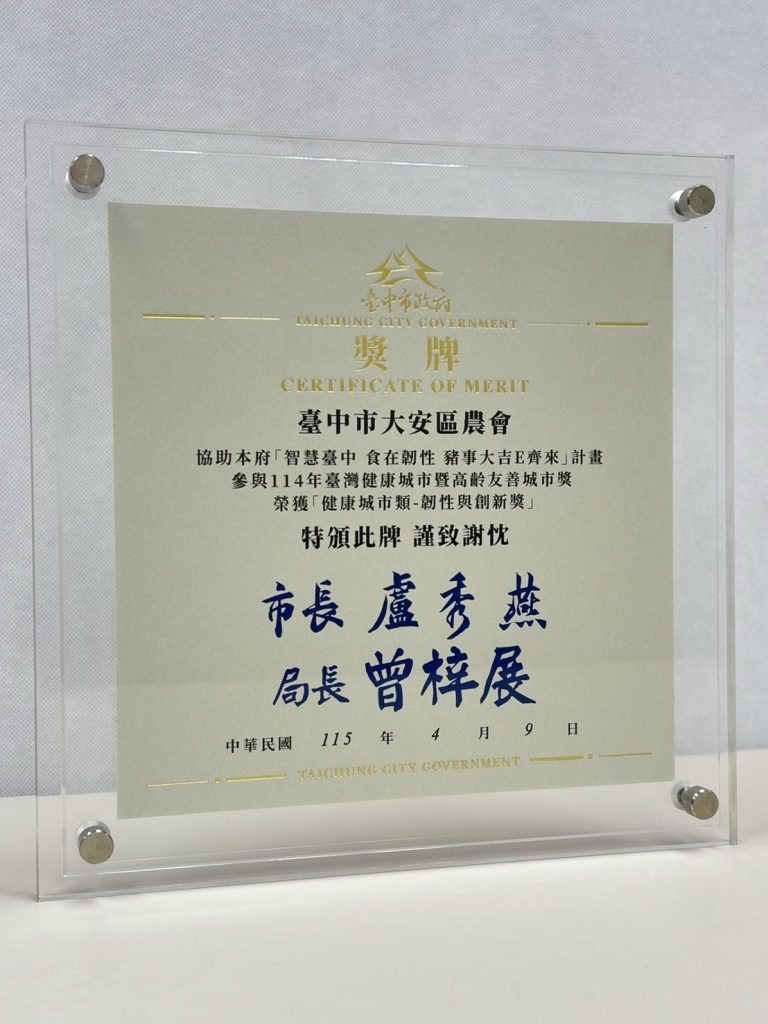 臺中市政府
TAICHUNG CITY GOVERNMENT
獎牌
CERTIFICATE OF MERIT
臺中市大安區農會
協助本府「智慧臺中 食在韌性 豬事大吉E齊來」計畫
參與114年臺灣健康城市暨高齡友善城市獎
榮獲「健康城市類-韌性與創新獎」
特頒此牌 謹致謝忱
市長 盧秀燕
局長 曾梓展
中華民國 115 年 4 月 9 日
TAICHUNG CITY GOVERNMENT